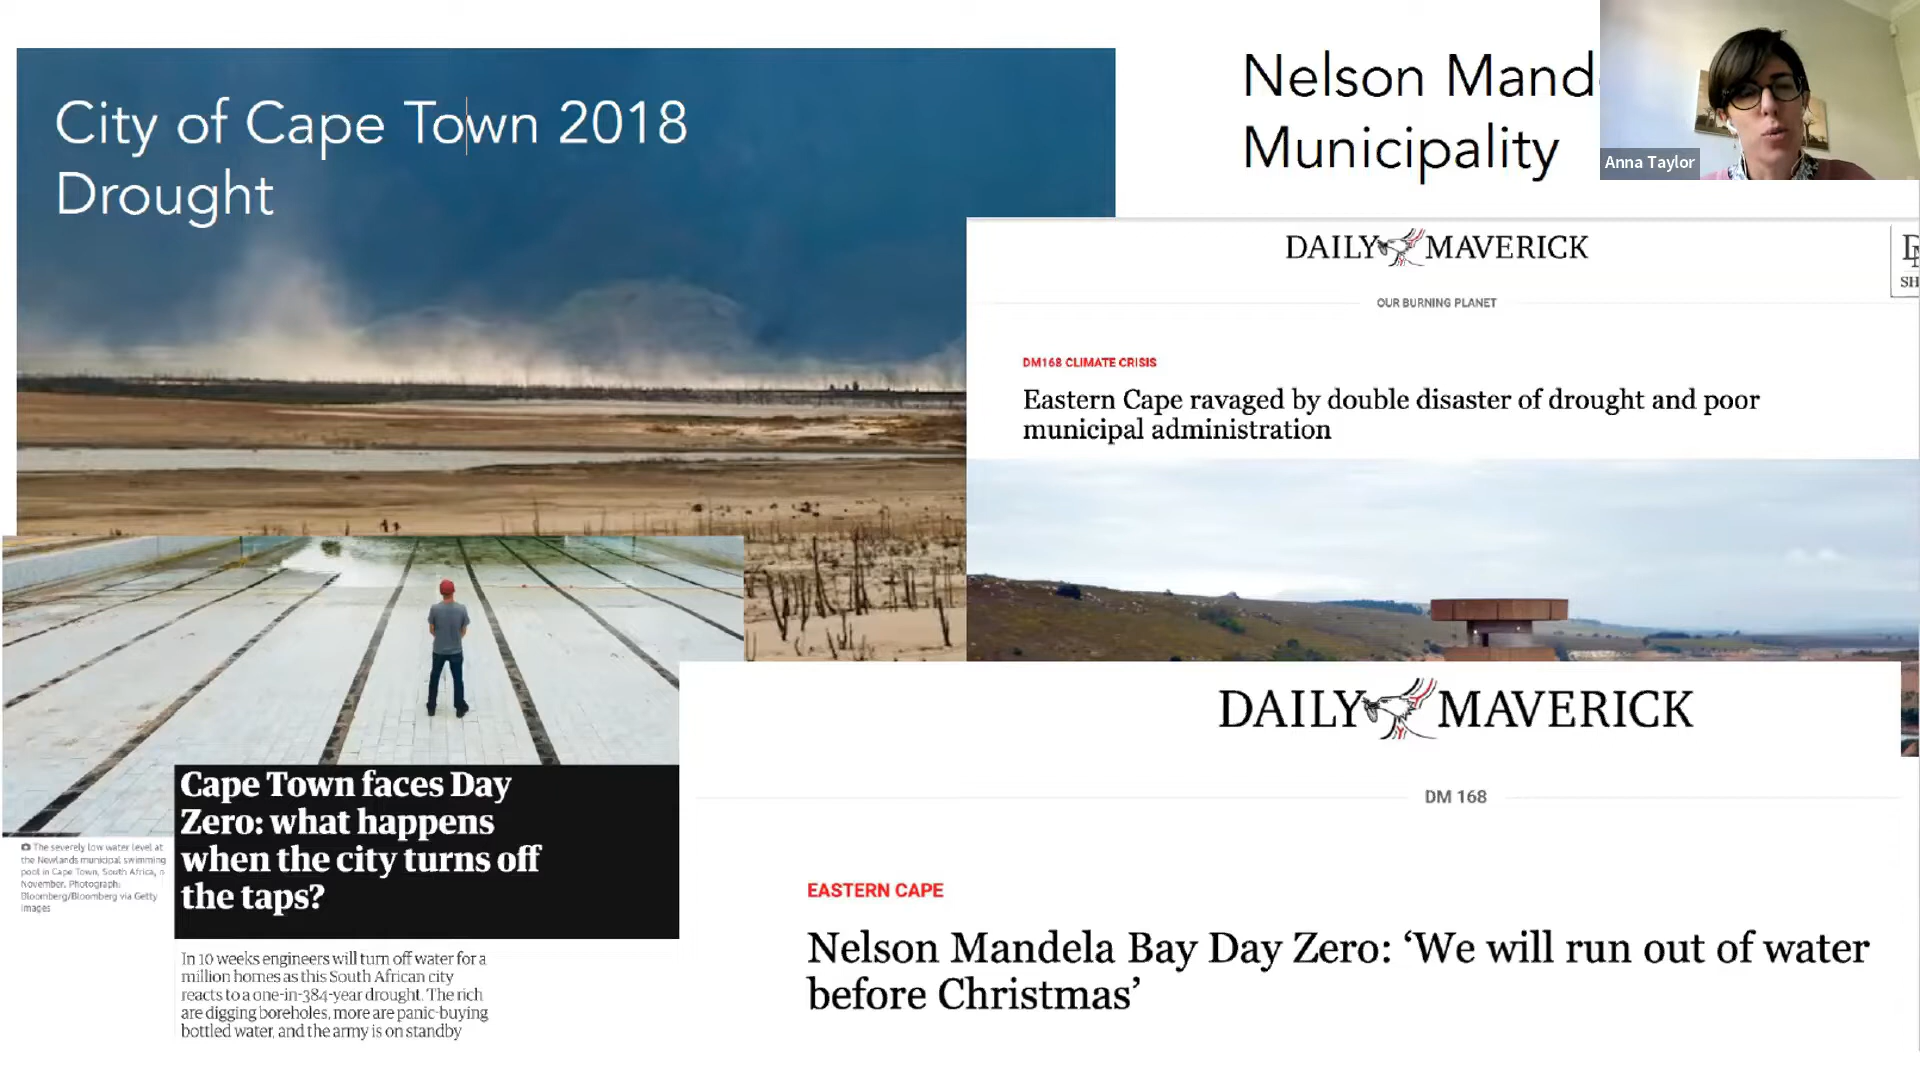 City of Cape Town 2018
Drought
Nelson Mand
Municipality
Anna Taylor
DAILY MAVERICK
SH
OUR BURNING PLANET
DM168 CLIMATE CRISIS
Eastern Cape ravaged by double disaster of drought and poor
municipal administration
The severely low water level at
the Newlands municipal swimming
pool in Cape Town, South Africa, n
November. Photograph:
Bloomberg/Bloomberg via Getty
Images
Cape Town faces Day
Zero: what happens
when the city turns off
the taps?
In 10 weeks engineers will turn off water for a
million homes as this South African city
reacts to a one-in-384-year drought. The rich
are digging boreholes, more are panic-buying
bottled water, and the army is on standby
DAILY MAVERICK
DM 168
EASTERN CAPE
Nelson Mandela Bay Day Zero: ‘We will run out of water
before Christmas’